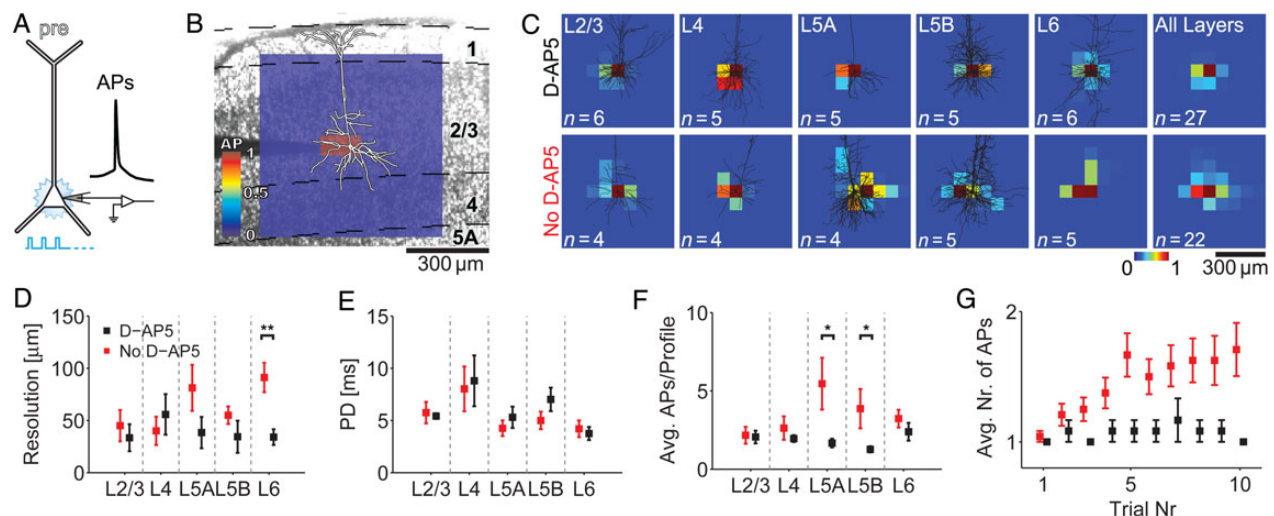 A
pre
APs
B
1
2/3
4
5A
AP
1
0.5
0
300 µm
C
L2/3 L4 L5A L5B L6 All Layers
D-AP5
n = 6 n = 5 n = 5 n = 5 n = 6 n = 27
No D-AP5
n = 4 n = 4 n = 4 n = 5 n = 5 n = 22
0 1 300 µm
D
Resolution [µm]
150
100
50
0
D-AP5
No D-AP5
**
L2/3 L4 L5A L5B L6
E
PD [ms]
15
10
5
0
L2/3 L4 L5A L5B L6
F
Avg. APs/Profile
10
5
0
* *
L2/3 L4 L5A L5B L6
G
Avg. Nr. of APs
2
1
1 5 10
Trial Nr